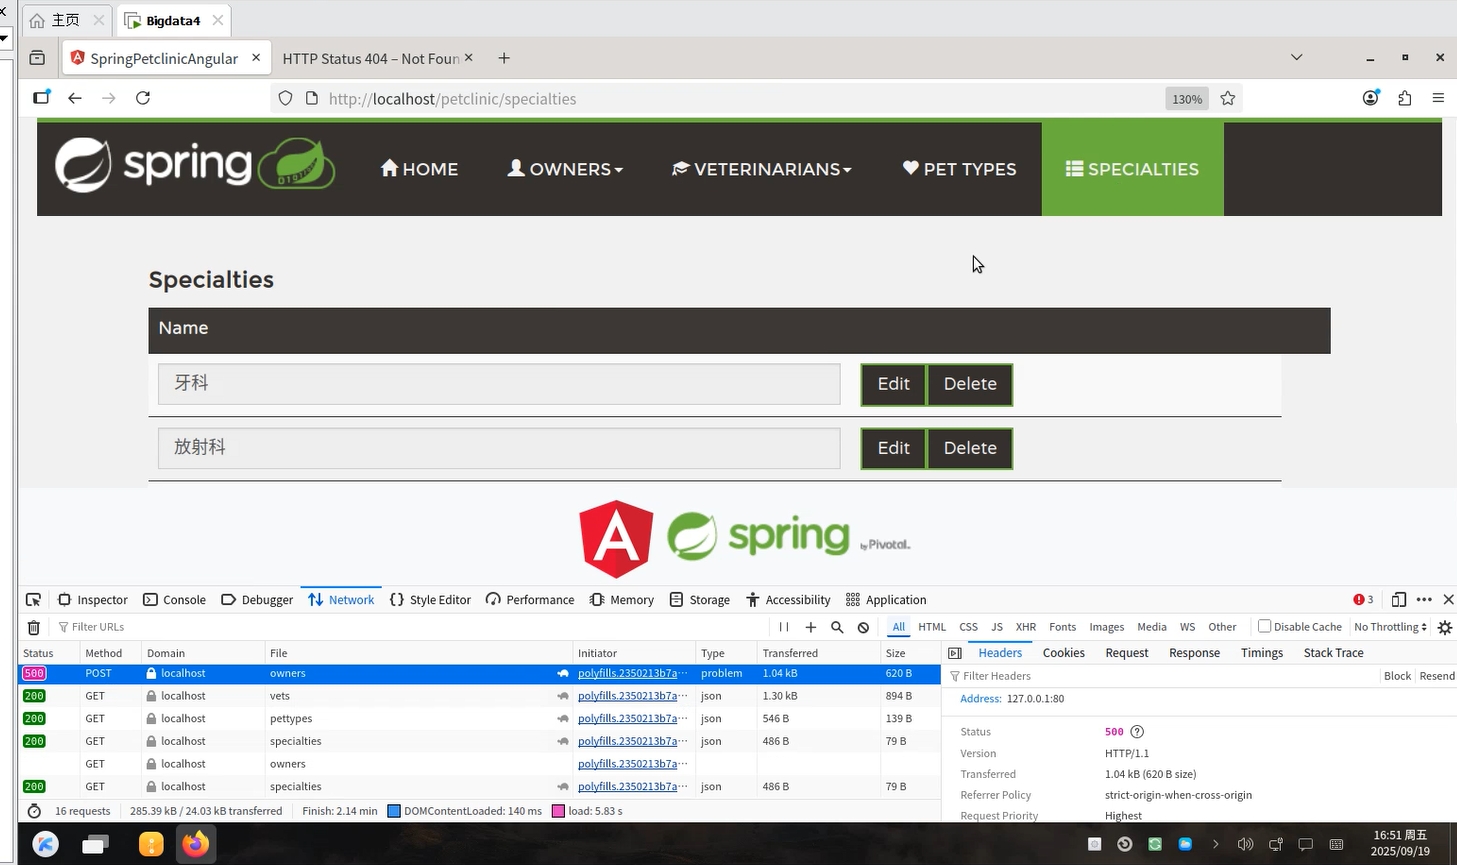 主页
Bigdata4
SpringPetclinicAngular
HTTP Status 404 – Not Foun
http://localhost/petclinic/specialties
130%
spring
HOME
OWNERS
VETERINARIANS
PET TYPES
SPECIALTIES
Specialties
Name
牙科
Edit
Delete
放射科
Edit
Delete
A
spring
by Pivotal.
Inspector
Console
Debugger
Network
Style Editor
Performance
Memory
Storage
Accessibility
Application
3
Filter URLs
All
HTML
CSS
JS
XHR
Fonts
Images
Media
WS
Other
Disable Cache
No Throttling
Status Method Domain File Initiator Type Transferred Size
500 POST localhost owners polyfills.2350213b7a… problem 1.04 kB 620 B
200 GET localhost vets polyfills.2350213b7a… json 1.30 kB 894 B
200 GET localhost pettypes polyfills.2350213b7a… json 546 B 139 B
200 GET localhost specialties polyfills.2350213b7a… json 486 B 79 B
GET localhost owners polyfills.2350213b7a…
200 GET localhost specialties polyfills.2350213b7a… json 486 B 79 B
16 requests
285.39 kB / 24.03 kB transferred
Finish: 2.14 min
DOMContentLoaded: 140 ms
load: 5.83 s
Headers
Cookies
Request
Response
Timings
Stack Trace
Filter Headers
Block
Resend
Address: 127.0.0.1:80
Status 500
Version HTTP/1.1
Transferred 1.04 kB (620 B size)
Referrer Policy strict-origin-when-cross-origin
Request Priority Highest
16:51 周五
2025/09/19